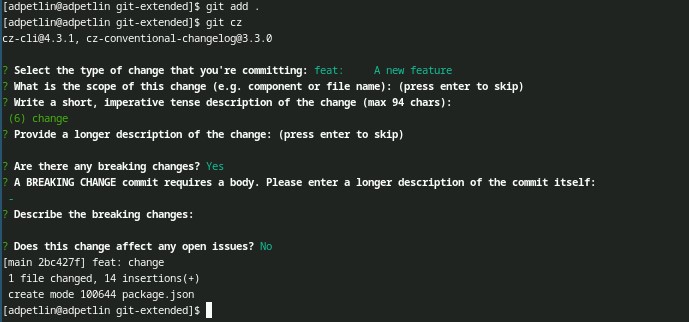 [adpetlin@adpetlin git-extended]$ git add .
[adpetlin@adpetlin git-extended]$ git cz
cz-cli@4.3.1, cz-conventional-changelog@3.3.0
? Select the type of change that you're committing: feat:     A new feature
? What is the scope of this change (e.g. component or file name): (press enter to skip)
? Write a short, imperative tense description of the change (max 94 chars):
(6) change
? Provide a longer description of the change: (press enter to skip)
? Are there any breaking changes? Yes
? A BREAKING CHANGE commit requires a body. Please enter a longer description of the commit itself:
-
? Describe the breaking changes:
? Does this change affect any open issues? No
[main 2bc427f] feat: change
1 file changed, 14 insertions(+)
create mode 100644 package.json
[adpetlin@adpetlin git-extended]$